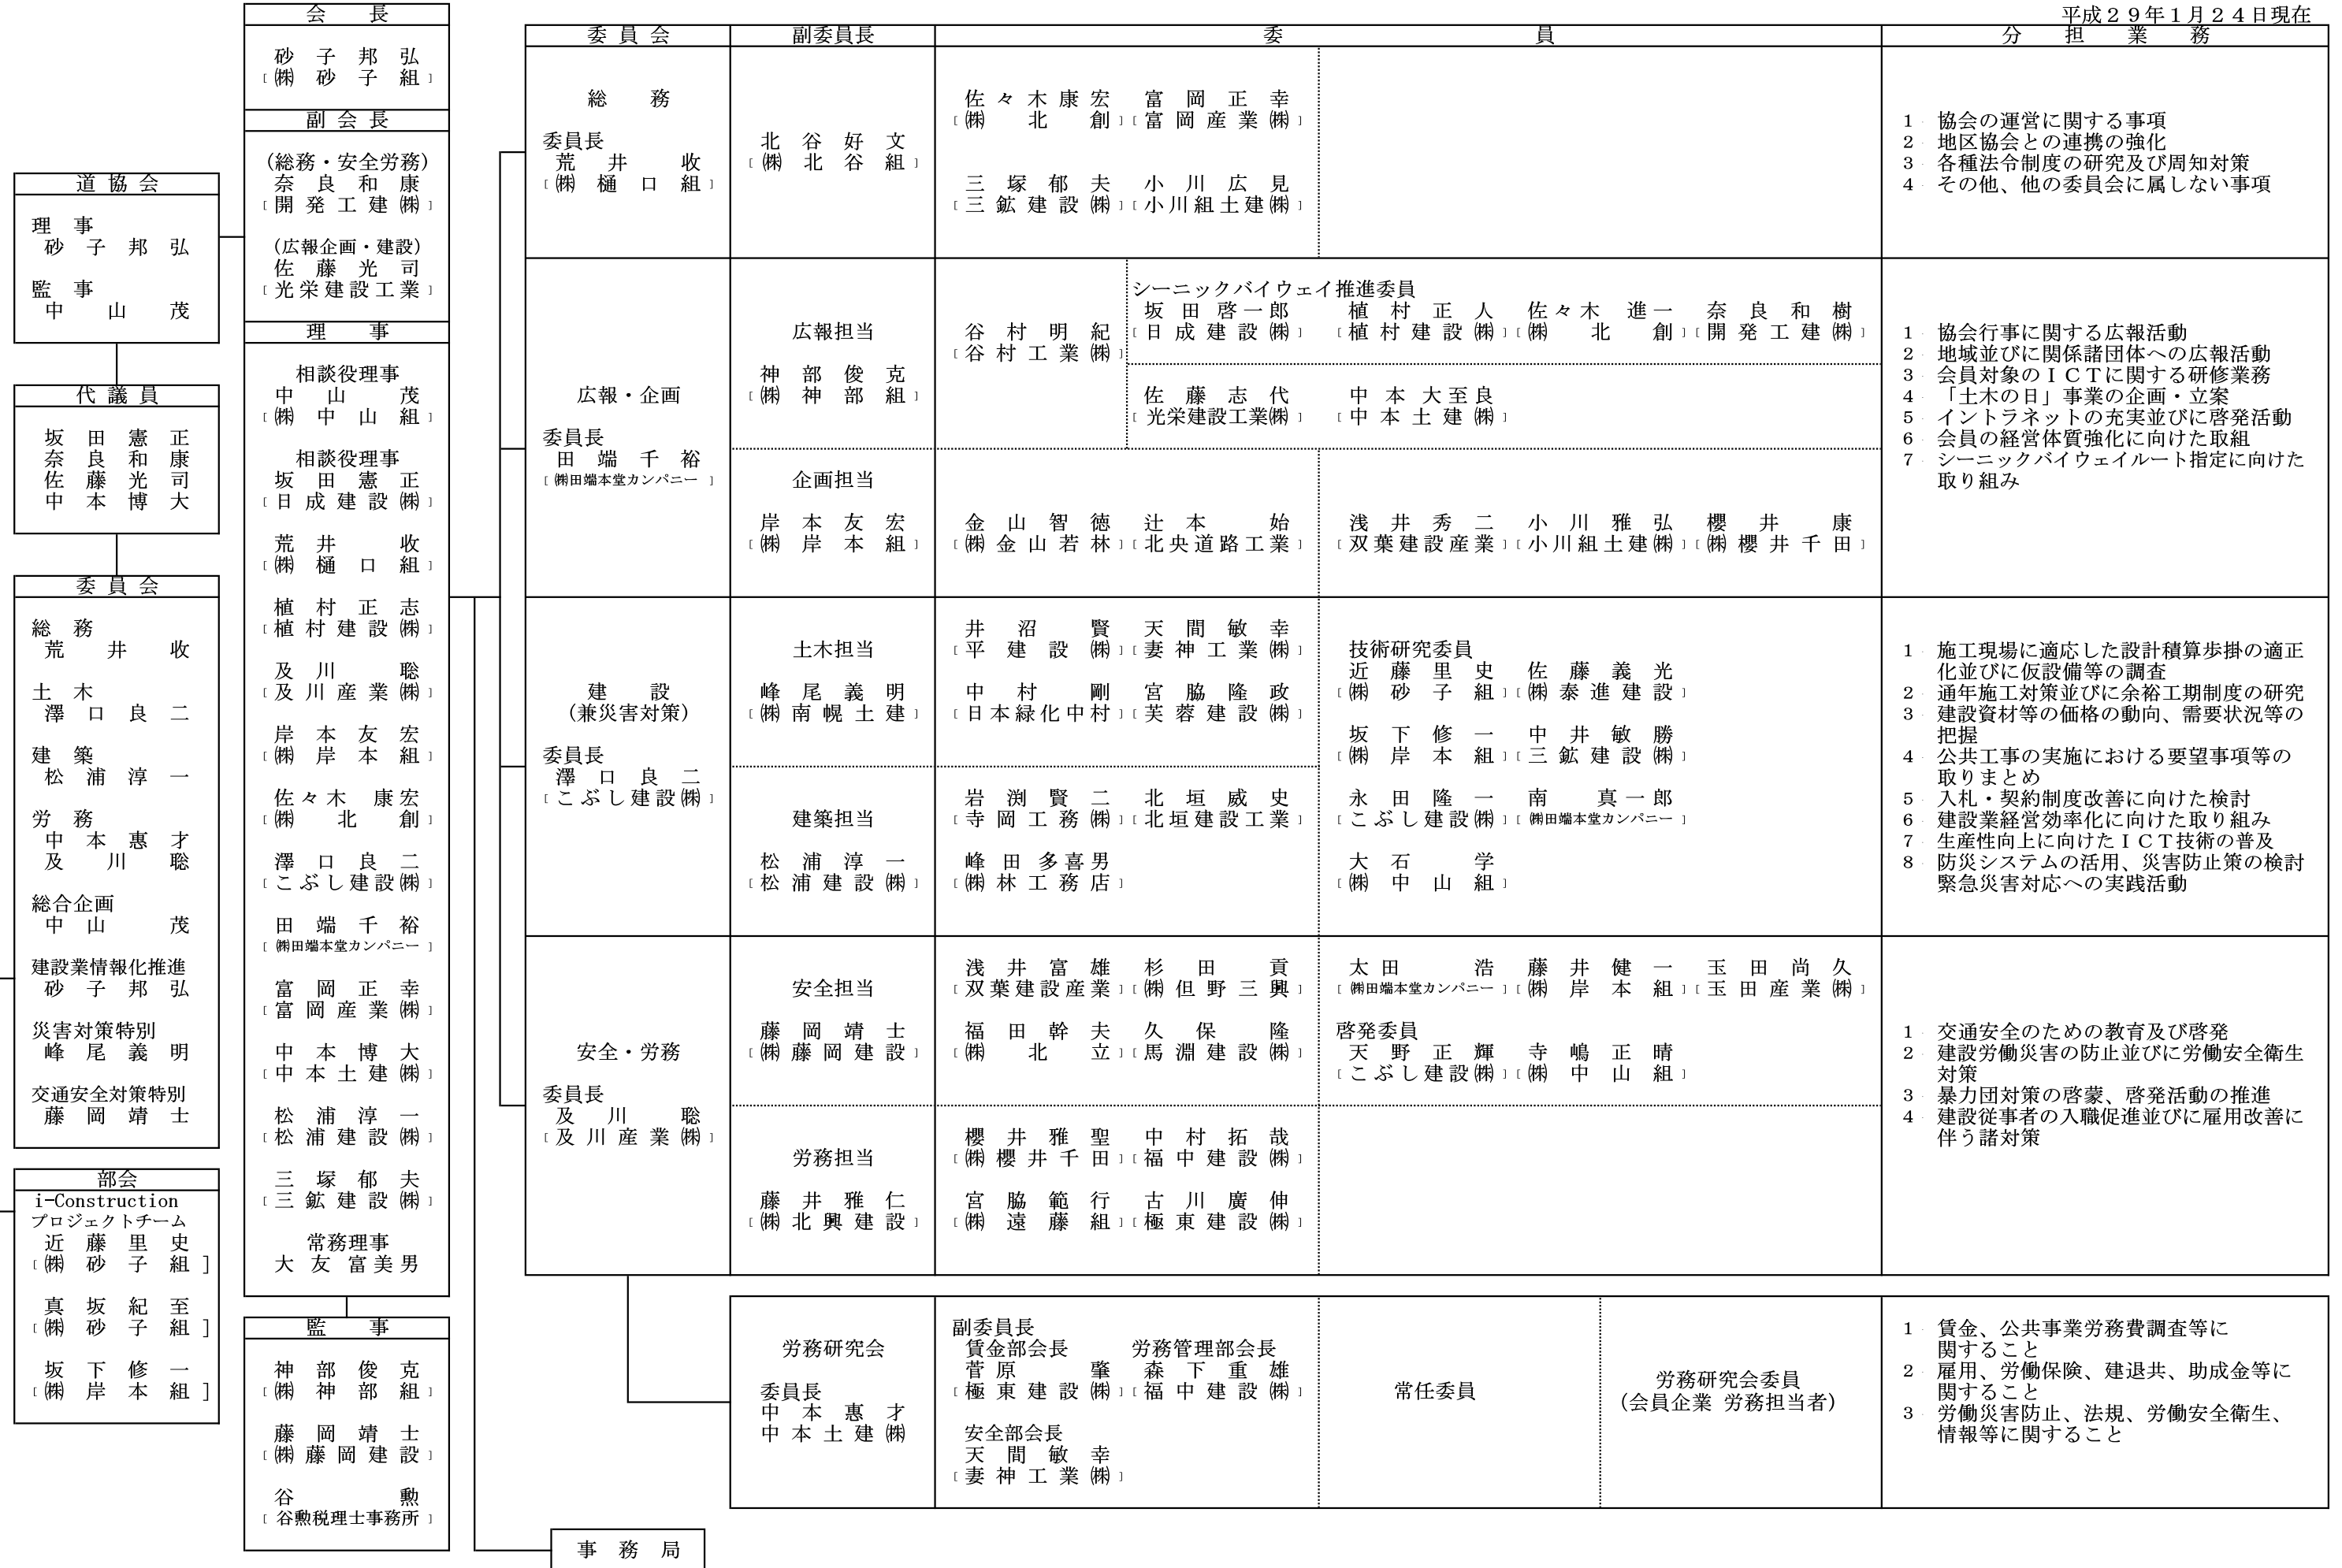 平成２９年１月２４日現在
道 協 会
理 事
砂 子 邦 弘
監 事
中 山 茂
代 議 員
坂 田 憲 正
奈 良 和 康
佐 藤 光 司
中 本 博 大
委 員 会
総 務
荒 井 收
土 木
澤 口 良 二
建 築
松 浦 淳 一
労 務
中 本 惠 才
及 川 聡
総合企画
中 山 茂
建設業情報化推進
砂 子 邦 弘
災害対策特別
峰 尾 義 明
交通安全対策特別
藤 岡 靖 士
部会
i-Construction
プロジェクトチーム
近 藤 里 史
[ ㈱ 砂 子 組 ]
真 坂 紀 至
[ ㈱ 砂 子 組 ]
坂 下 修 一
[ ㈱ 岸 本 組 ]
会 長
砂 子 邦 弘
[ ㈱ 砂 子 組 ]
副 会 長
(総務・安全労務)
奈 良 和 康
[ 開 発 工 建 ㈱ ]
(広報企画・建設)
佐 藤 光 司
[ 光 栄 建 設 工 業 ]
理 事
相談役理事
中 山 茂
[ ㈱ 中 山 組 ]
相談役理事
坂 田 憲 正
[ 日 成 建 設 ㈱ ]
荒 井 收
[ ㈱ 樋 口 組 ]
植 村 正 志
[ 植 村 建 設 ㈱ ]
及 川 聡
[ 及 川 産 業 ㈱ ]
岸 本 友 宏
[ ㈱ 岸 本 組 ]
佐 々 木 康 宏
[ ㈱ 北 創 ]
澤 口 良 二
[ こ ぶ し 建 設 ㈱ ]
田 端 千 裕
[ ㈱田端本堂カンパニー ]
富 岡 正 幸
[ 富 岡 産 業 ㈱ ]
中 本 博 大
[ 中 本 土 建 ㈱ ]
松 浦 淳 一
[ 松 浦 建 設 ㈱ ]
三 塚 郁 夫
[ 三 鉱 建 設 ㈱ ]
常務理事
大 友 富 美 男
監 事
神 部 俊 克
[ ㈱ 神 部 組 ]
藤 岡 靖 士
[ ㈱ 藤 岡 建 設 ]
谷 勲
[ 谷勲税理士事務所 ]
委 員 会 副委員長 委 員 分 担 業 務
総 務
委員長
荒 井 收
[ ㈱ 樋 口 組 ]
北 谷 好 文
[ ㈱ 北 谷 組 ]
佐 々 木 康 宏 富 岡 正 幸
[ ㈱ 北 創 ] [ 富 岡 産 業 ㈱ ]
三 塚 郁 夫 小 川 広 見
[ 三 鉱 建 設 ㈱ ] [ 小川組土建㈱ ]
1 協会の運営に関する事項
2 地区協会との連携の強化
3 各種法令制度の研究及び周知対策
4 その他、他の委員会に属しない事項
広報・企画
委員長
田 端 千 裕
[ ㈱田端本堂カンパニー ]
広報担当
神 部 俊 克
[ ㈱ 神 部 組 ]
谷 村 明 紀
[ 谷 村 工 業 ㈱ ]
シーニックバイウェイ推進委員
坂 田 啓 一 郎 植 村 正 人 佐 々 木 進 一 奈 良 和 樹
[ 日 成 建 設 ㈱ ] [ 植 村 建 設 ㈱ ] [ ㈱ 北 創 ] [ 開 発 工 建 ㈱ ]
佐 藤 志 代 中 本 大至良
[ 光栄建設工業㈱ ] [ 中 本 土 建 ㈱ ]
企画担当
岸 本 友 宏
[ ㈱ 岸 本 組 ]
金 山 智 徳 辻 本 始 浅 井 秀 二 小 川 雅 弘 櫻 井 康
[ ㈱ 金 山 若 林 ] [ 北 央 道 路 工 業 ] [ 双 葉 建 設 産 業 ] [ 小川組土建㈱ ] [ ㈱ 櫻 井 千 田 ]
1 協会行事に関する広報活動
2 地域並びに関係諸団体への広報活動
3 会員対象のＩＣＴに関する研修業務
4 「土木の日」事業の企画・立案
5 イントラネットの充実並びに啓発活動
6 会員の経営体質強化に向けた取組
7 シーニックバイウェイルート指定に向けた
取り組み
建 設
(兼災害対策)
委員長
澤 口 良 二
[ こ ぶ し 建 設 ㈱ ]
土木担当
峰 尾 義 明
[ ㈱ 南 幌 土 建 ]
井 沼 賢 天 間 敏 幸
[ 平 建 設 ㈱ ] [ 妻 神 工 業 ㈱ ]
中 村 剛 宮 脇 隆 政
[ 日 本 緑 化 中 村 ] [ 芙 蓉 建 設 ㈱ ]
建築担当
松 浦 淳 一
[ 松 浦 建 設 ㈱ ]
岩 渕 賢 二 北 垣 威 史
[ 寺 岡 工 務 ㈱ ] [ 北 垣 建 設 工 業 ]
峰 田 多 喜 男
[ ㈱ 林 工 務 店 ]
技術研究委員
近 藤 里 史 佐 藤 義 光
[ ㈱ 砂 子 組 ] [ ㈱ 泰 進 建 設 ]
坂 下 修 一 中 井 敏 勝
[ ㈱ 岸 本 組 ] [ 三 鉱 建 設 ㈱ ]
永 田 隆 一 南 真 一 郎
[ こ ぶ し 建 設 ㈱ ] [ ㈱田端本堂カンパニー ]
大 石 学
[ ㈱ 中 山 組 ]
1 施工現場に適応した設計積算歩掛の適正
化並びに仮設備等の調査
2 通年施工対策並びに余裕工期制度の研究
3 建設資材等の価格の動向、需要状況等の
把握
4 公共工事の実施における要望事項等の
取りまとめ
5 入札・契約制度改善に向けた検討
6 建設業経営効率化に向けた取り組み
7 生産性向上に向けたＩＣＴ技術の普及
8 防災システムの活用、災害防止策の検討
緊急災害対応への実践活動
安全・労務
委員長
及 川 聡
[ 及 川 産 業 ㈱ ]
安全担当
藤 岡 靖 士
[ ㈱ 藤 岡 建 設 ]
浅 井 富 雄 杉 田 貢 太 田 浩 藤 井 健 一 玉 田 尚 久
[ 双 葉 建 設 産 業 ] [ ㈱ 但 野 三 興 ] [ ㈱田端本堂カンパニー ] [ ㈱ 岸 本 組 ] [ 玉 田 産 業 ㈱ ]
福 田 幹 夫 久 保 隆
[ ㈱ 北 立 ] [ 馬 淵 建 設 ㈱ ]
啓発委員
天 野 正 輝 寺 嶋 正 晴
[ こ ぶ し 建 設 ㈱ ] [ ㈱ 中 山 組 ]
労務担当
藤 井 雅 仁
[ ㈱ 北 興 建 設 ]
櫻 井 雅 聖 中 村 拓 哉
[ ㈱ 櫻 井 千 田 ] [ 福 中 建 設 ㈱ ]
宮 脇 範 行 古 川 廣 伸
[ ㈱ 遠 藤 組 ] [ 極 東 建 設 ㈱ ]
1 交通安全のための教育及び啓発
2 建設労働災害の防止並びに労働安全衛生
対策
3 暴力団対策の啓蒙、啓発活動の推進
4 建設従事者の入職促進並びに雇用改善に
伴う諸対策
労務研究会
委員長
中 本 惠 才
中 本 土 建 ㈱
副委員長
賃金部会長 労務管理部会長
菅 原 肇 森 下 重 雄
[ 極 東 建 設 ㈱ ] [ 福 中 建 設 ㈱ ]
安全部会長
天 間 敏 幸
[ 妻 神 工 業 ㈱ ]
常任委員
労務研究会委員
(会員企業 労務担当者)
1 賃金、公共事業労務費調査等に
関すること
2 雇用、労働保険、建退共、助成金等に
関すること
3 労働災害防止、法規、労働安全衛生、
情報等に関すること
事 務 局